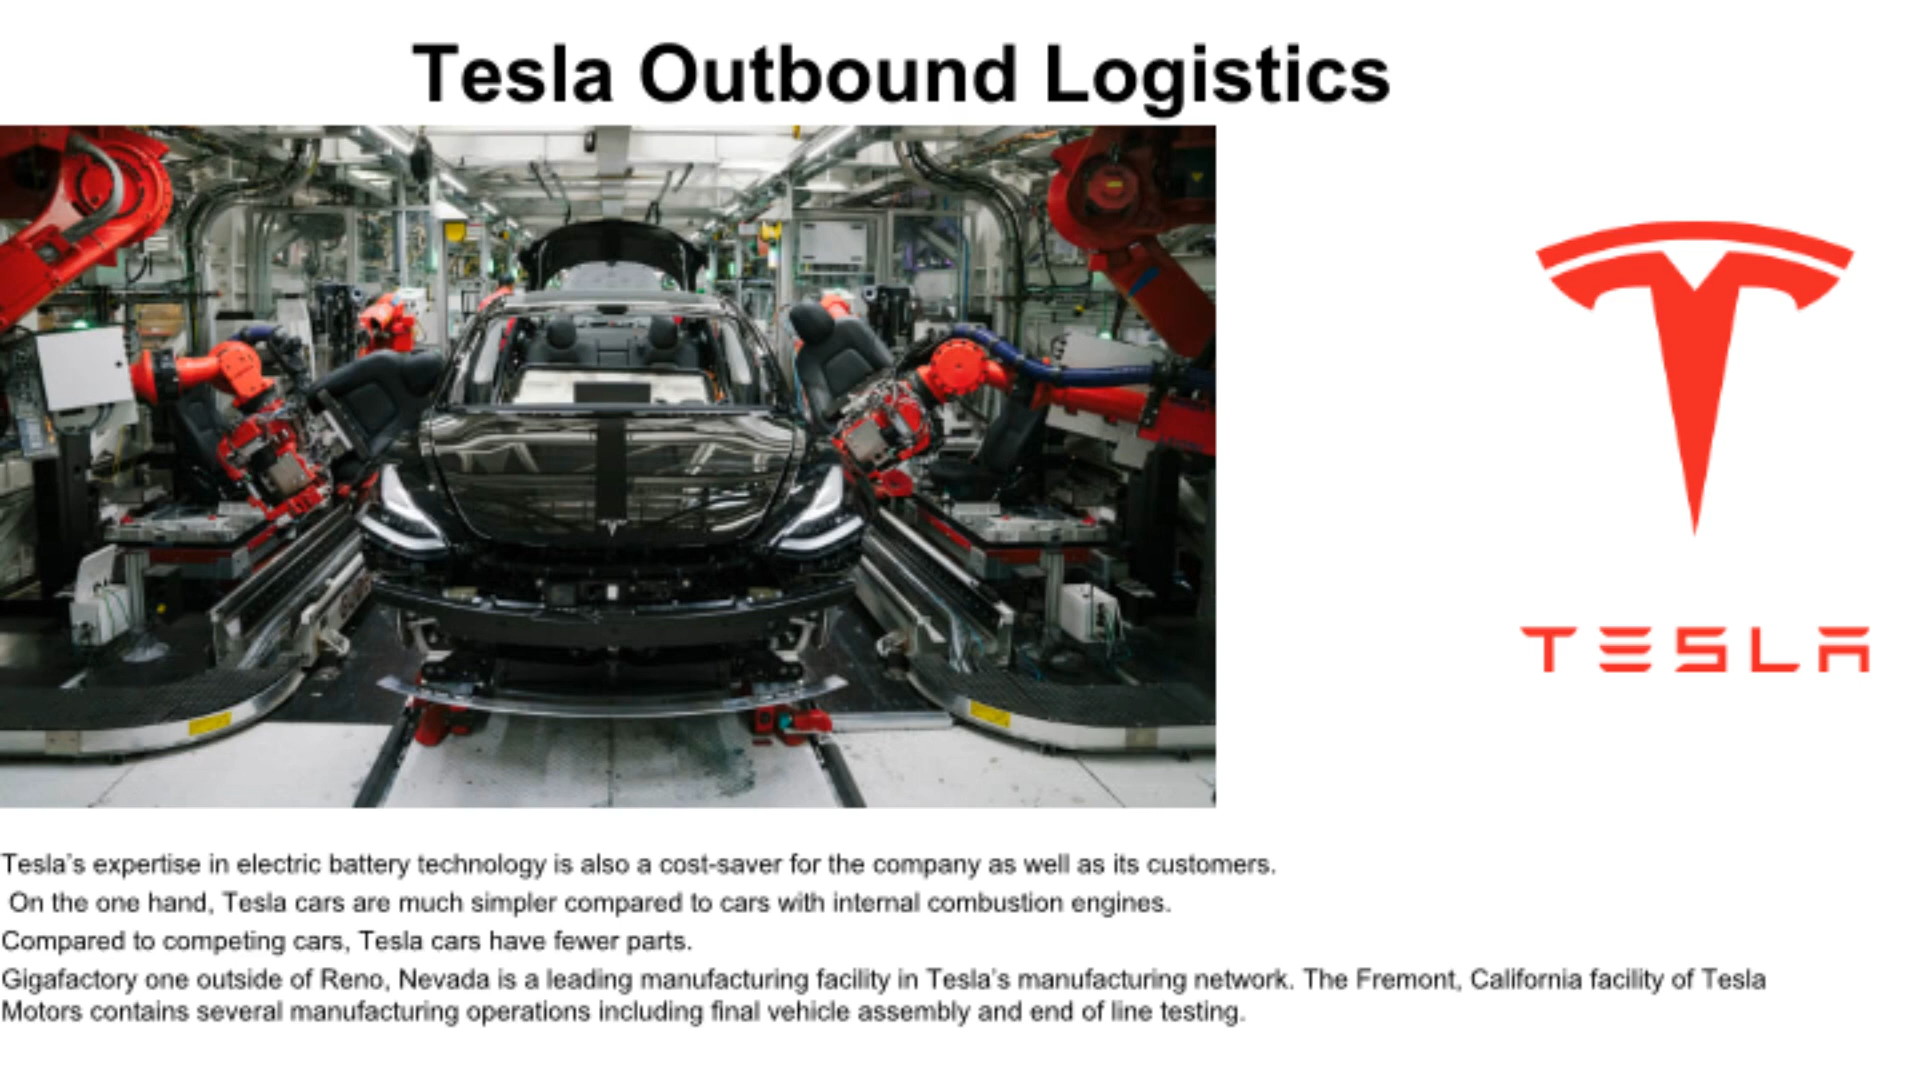 Tesla Outbound Logistics
TESLA
Tesla's expertise in electric battery technology is also a cost-saver for the company as well as its customers.
On the one hand, Tesla cars are much simpler compared to cars with internal combustion engines.
Compared to competing cars, Tesla cars have fewer parts.
Gigafactory one outside of Reno, Nevada is a leading manufacturing facility in Tesla's manufacturing network. The Fremont, California facility of Tesla
Motors contains several manufacturing operations including final vehicle assembly and end of line testing.